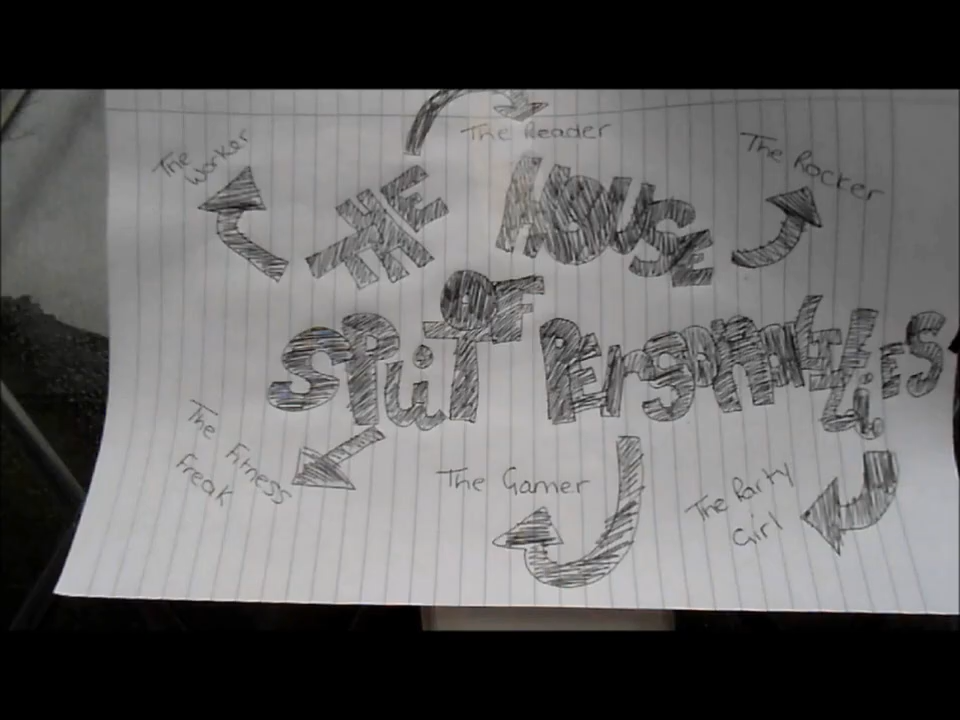 The Reader
The
Worker
The Rocker
THE HOUSE
OF
SPLIT PERSONALITIES
The Fitness
Freak
The Gamer
The Party
Girl